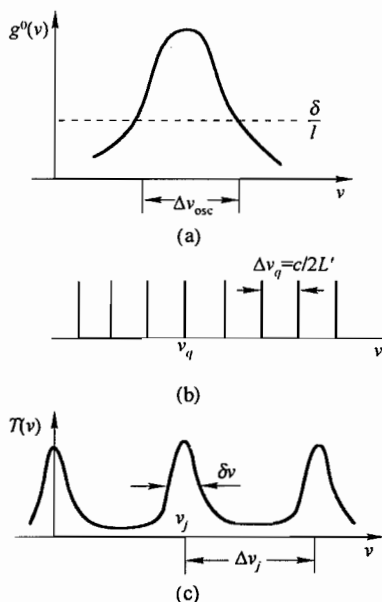 g⁰(ν)
δ/l
ν
Δν_osc
(a)
Δν_q=c/2L′
ν_q
ν
(b)
T(ν)
δν
ν_j
ν
Δν_j
(c)